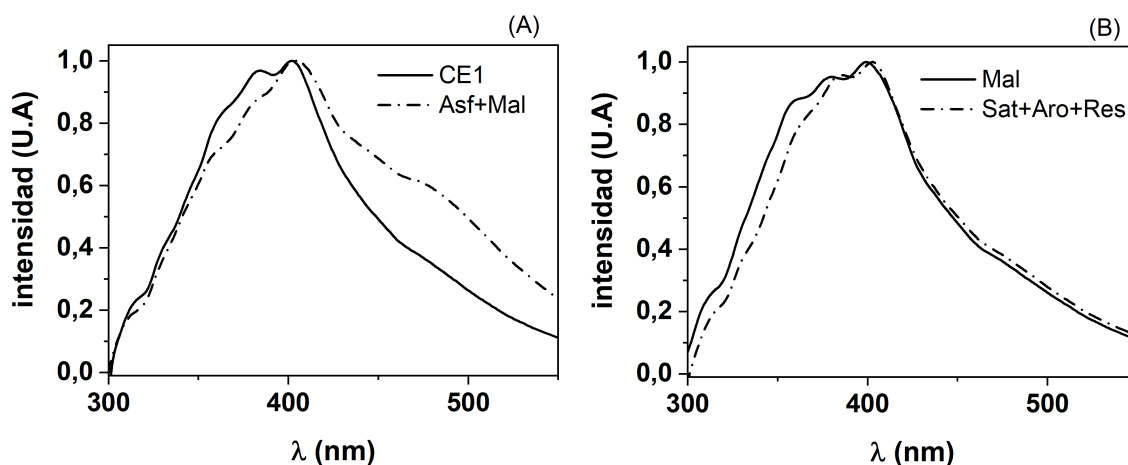 (A)
CE1
Asf+Mal
intensidad (U.A)
1,0
0,8
0,6
0,4
0,2
0,0
300
400
500
λ (nm)
(B)
Mal
Sat+Aro+Res
intensidad (U.A)
1,0
0,8
0,6
0,4
0,2
0,0
300
400
500
λ (nm)